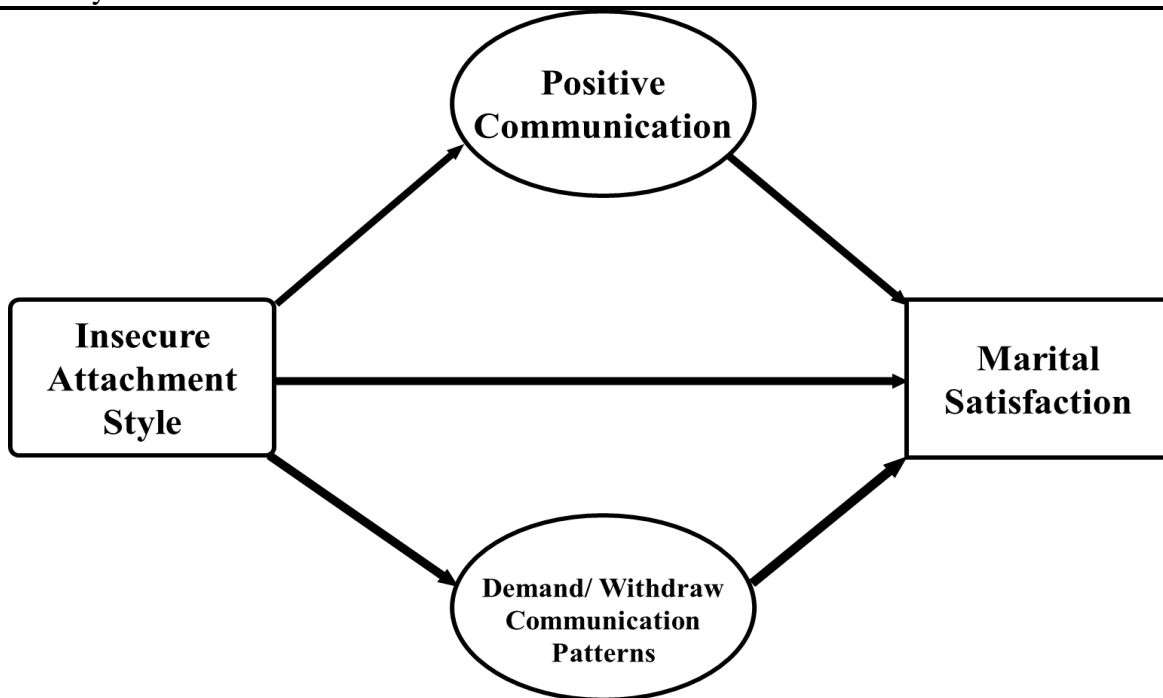 Positive
Communication
Insecure
Attachment
Style
Marital
Satisfaction
Demand/ Withdraw
Communication
Patterns